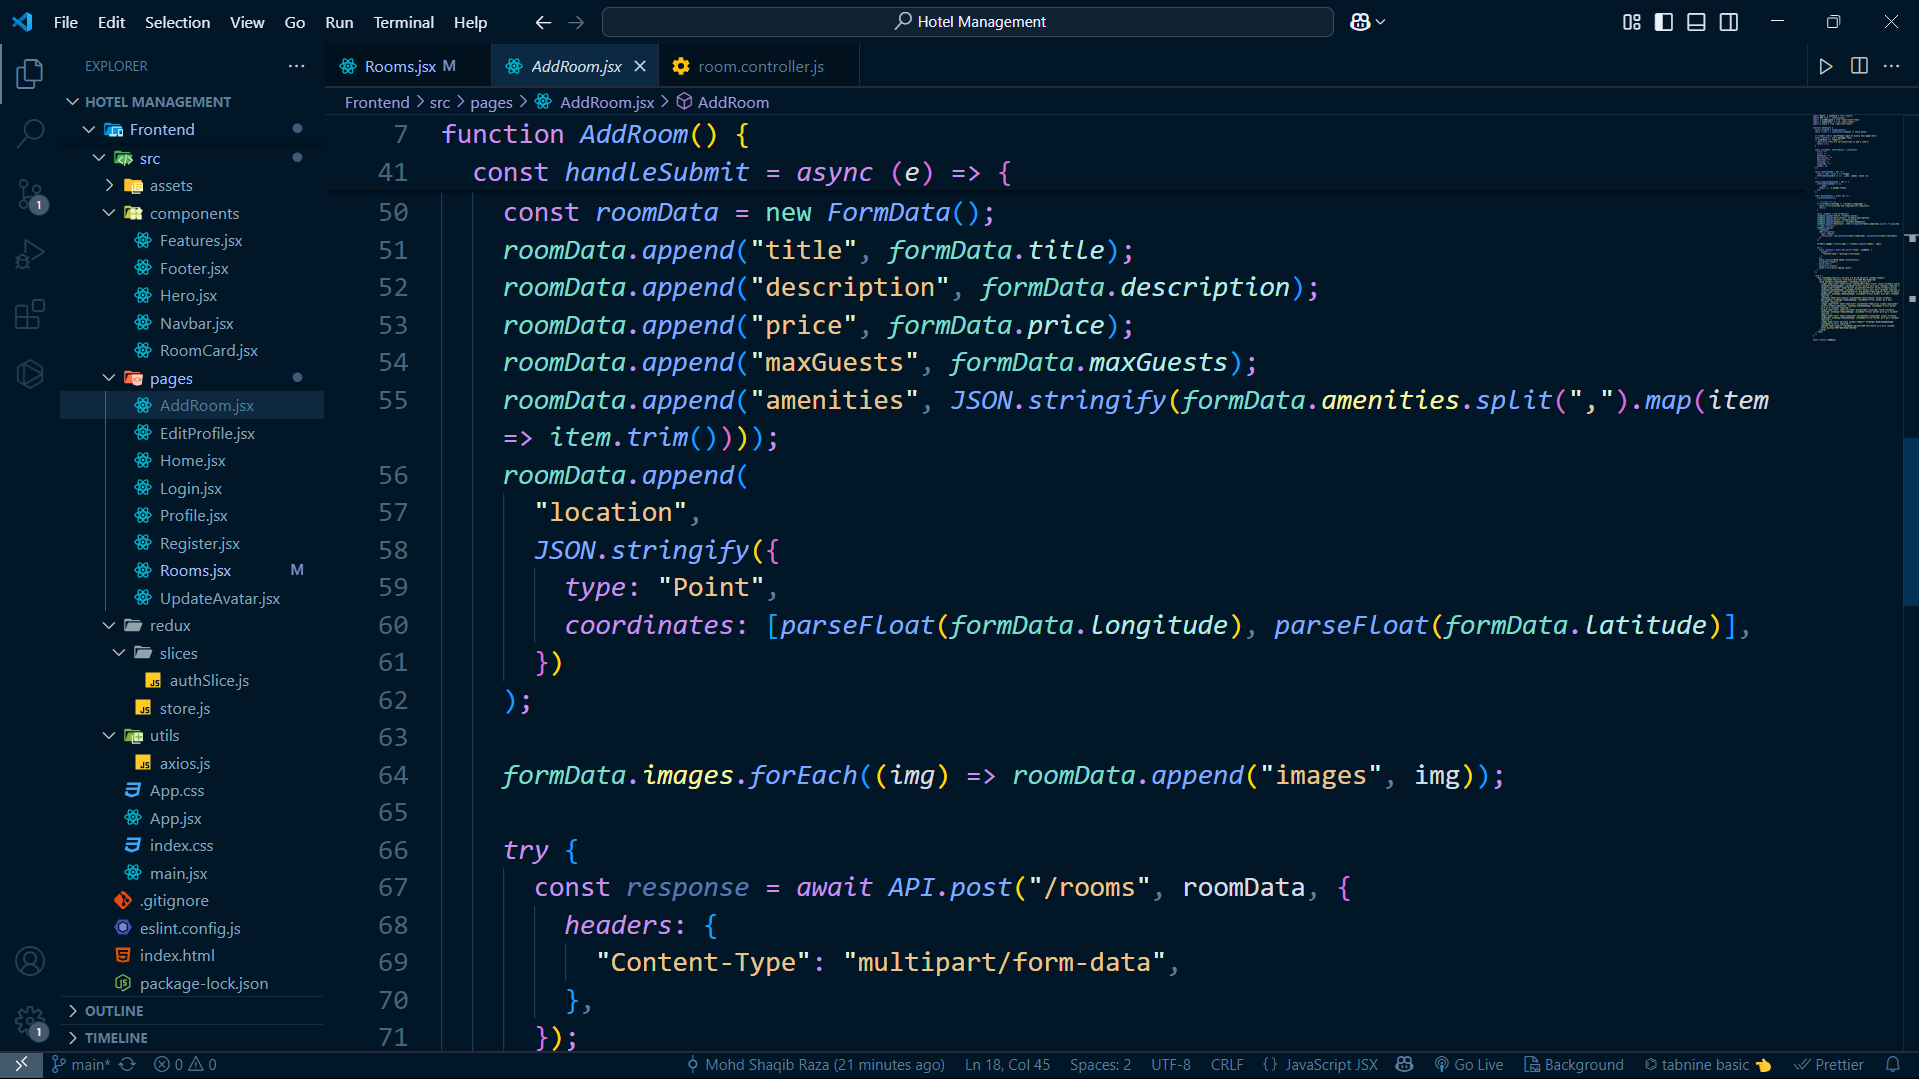 File Edit Selection View Go Run Terminal Help
Hotel Management
EXPLORER
HOTEL MANAGEMENT
Frontend
src
assets
components
Features.jsx
Footer.jsx
Hero.jsx
Navbar.jsx
RoomCard.jsx
pages
AddRoom.jsx
EditProfile.jsx
Home.jsx
Login.jsx
Profile.jsx
Register.jsx
Rooms.jsx M
UpdateAvatar.jsx
redux
slices
authSlice.js
store.js
utils
axios.js
App.css
App.jsx
index.css
main.jsx
.gitignore
eslint.config.js
index.html
package-lock.json
OUTLINE
TIMELINE
1
1
Rooms.jsx M AddRoom.jsx room.controller.js
Frontend > src > pages > AddRoom.jsx > AddRoom
7 function AddRoom() {
41 const handleSubmit = async (e) => {
50 const roomData = new FormData();
51 roomData.append("title", formData.title);
52 roomData.append("description", formData.description);
53 roomData.append("price", formData.price);
54 roomData.append("maxGuests", formData.maxGuests);
55 roomData.append("amenities", JSON.stringify(formData.amenities.split(",").map(item
=> item.trim())));
56 roomData.append(
57 "location",
58 JSON.stringify({
59 type: "Point",
60 coordinates: [parseFloat(formData.longitude), parseFloat(formData.latitude)],
61 })
62 );
63
64 formData.images.forEach((img) => roomData.append("images", img));
65
66 try {
67 const response = await API.post("/rooms", roomData, {
68 headers: {
69 "Content-Type": "multipart/form-data",
70 },
71 });
main* 0 0 Mohd Shaqib Raza (21 minutes ago) Ln 18, Col 45 Spaces: 2 UTF-8 CRLF {} JavaScript JSX Go Live Background tabnine basic 👈 Prettier